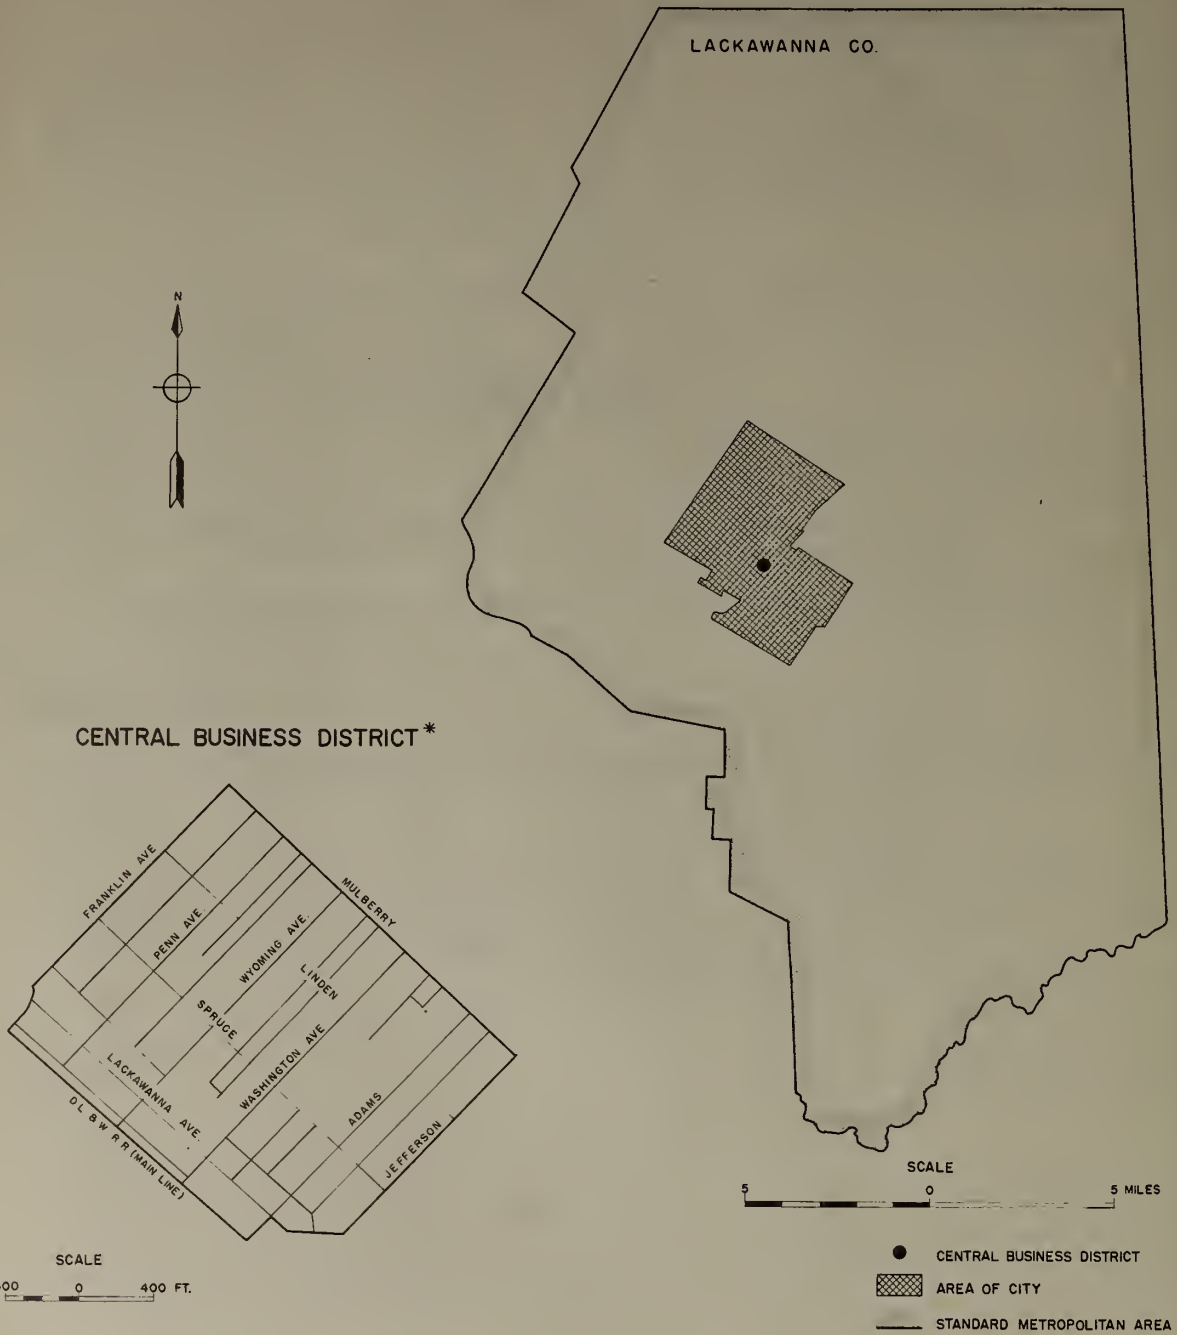 LACKAWANNA CO.
N
CENTRAL BUSINESS DISTRICT*
FRANKLIN AVE
PENN AVE.
WYOMING AVE.
MULBERRY
LINDEN
SPRUCE
WASHINGTON AVE
LACKAWANNA AVE.
D L & W R R (MAIN LINE)
ADAMS
JEFFERSON
SCALE
5 0 5 MILES
CENTRAL BUSINESS DISTRICT
AREA OF CITY
STANDARD METROPOLITAN AREA
SCALE
0 400 FT.